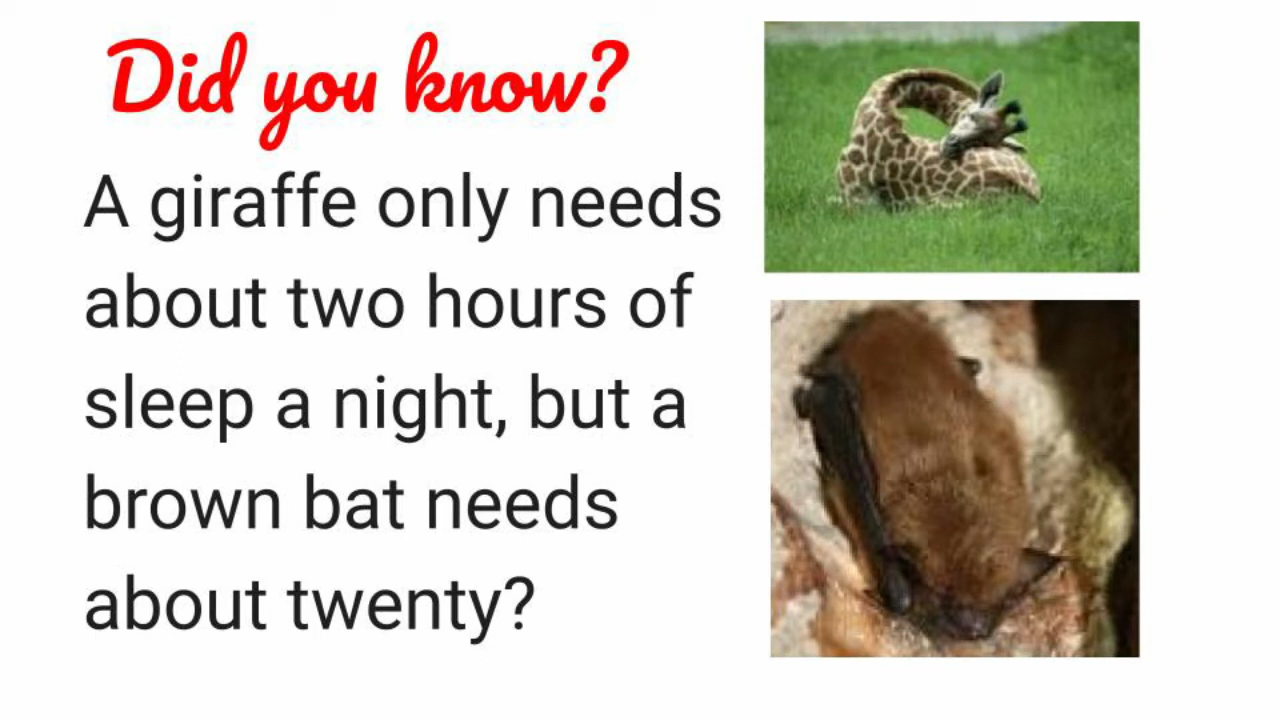 Did you know?
A giraffe only needs
about two hours of
sleep a night, but a
brown bat needs
about twenty?